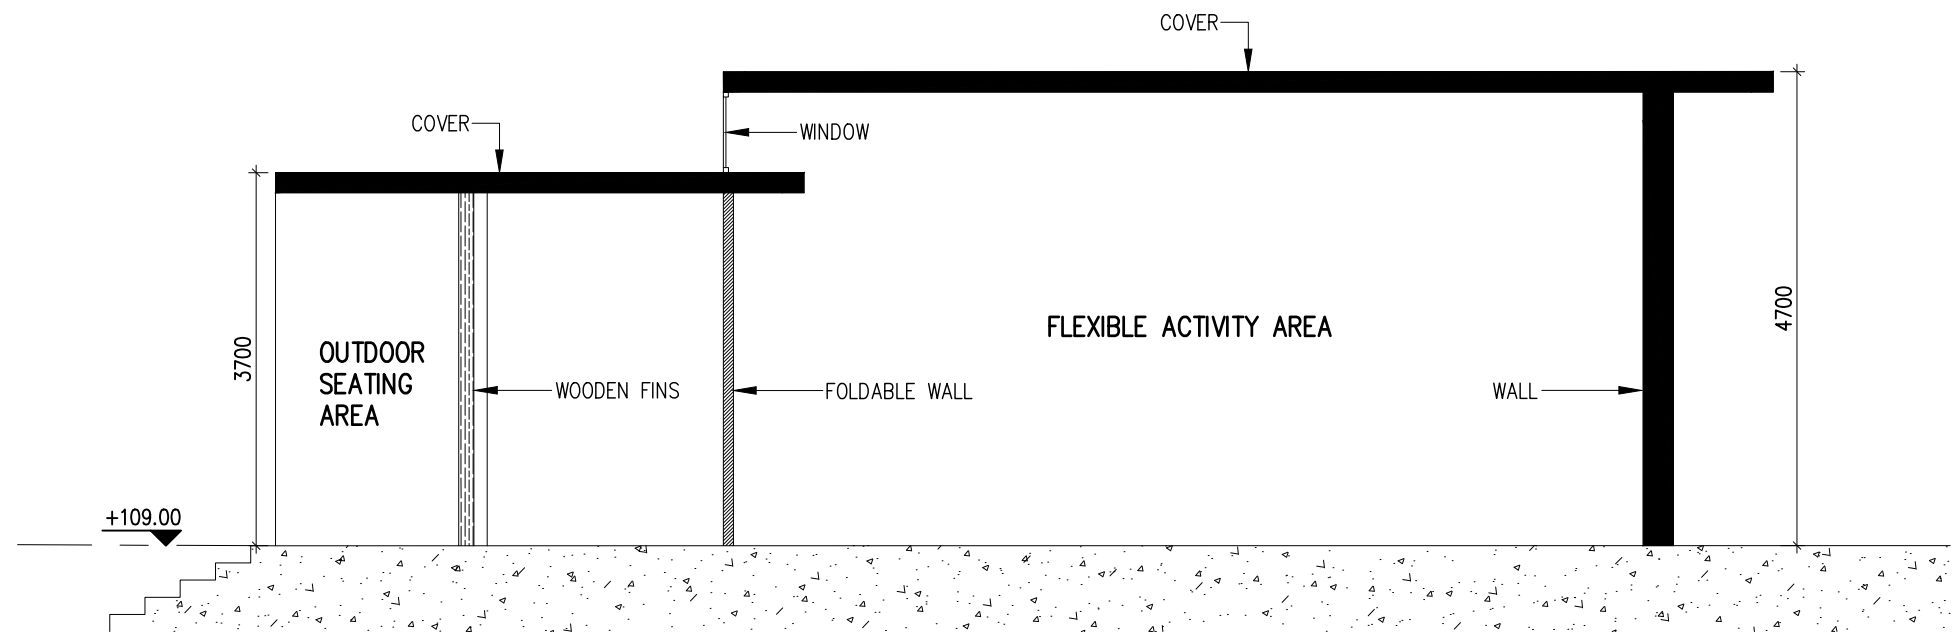 COVER
COVER
WINDOW
3700
4700
OUTDOOR
SEATING
AREA
FLEXIBLE ACTIVITY AREA
WOODEN FINS
FOLDABLE WALL
WALL
+109.00